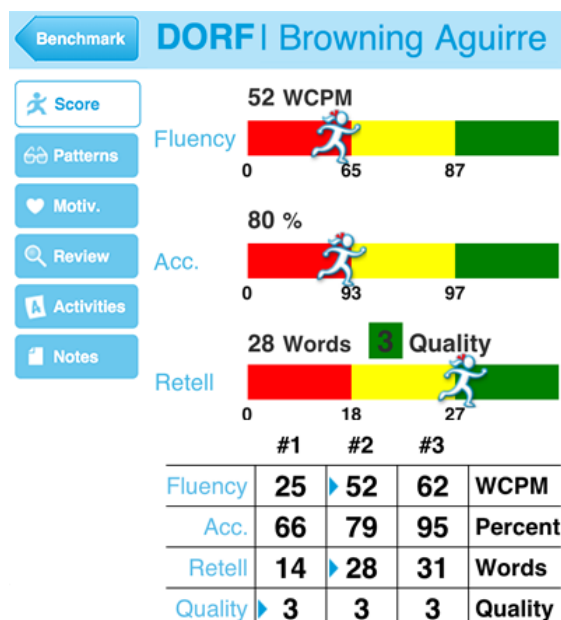 Benchmark
DORF | Browning Aguirre
Score
Patterns
Motiv.
Review
A Activities
Notes
52 WCPM
Fluency
0 65 87
80 %
Acc.
0 93 97
28 Words 3 Quality
Retell
0 18 27
#1 #2 #3
Fluency 25 52 62 WCPM
Acc. 66 79 95 Percent
Retell 14 28 31 Words
Quality 3 3 3 Quality